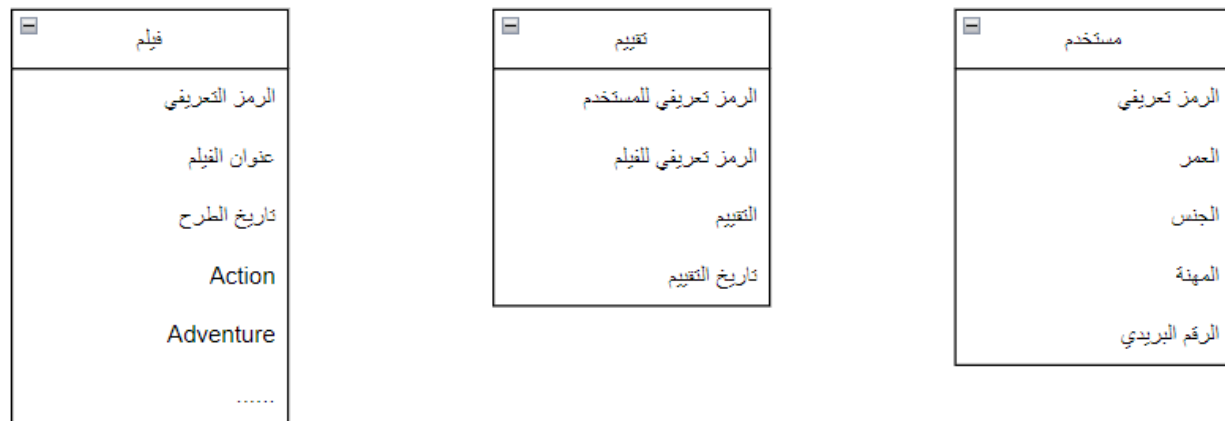 مستخدم
الرمز تعريفي
العمر
الجنس
المهنة
الرقم البريدي
تقييم
الرمز تعريفي للمستخدم
الرمز تعريفي للفيلم
التقييم
تاريخ التقييم
فيلم
الرمز التعريفي
عنوان الفيلم
تاريخ الطرح
Action
Adventure
......